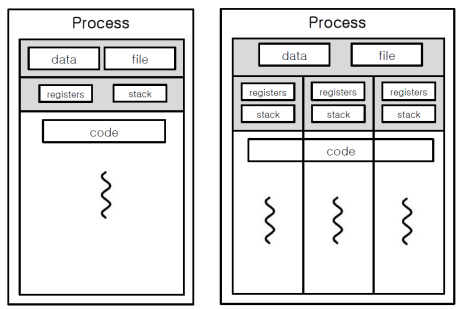 Process
data file
registers stack
code
Process
data file
registers registers registers
stack stack stack
code